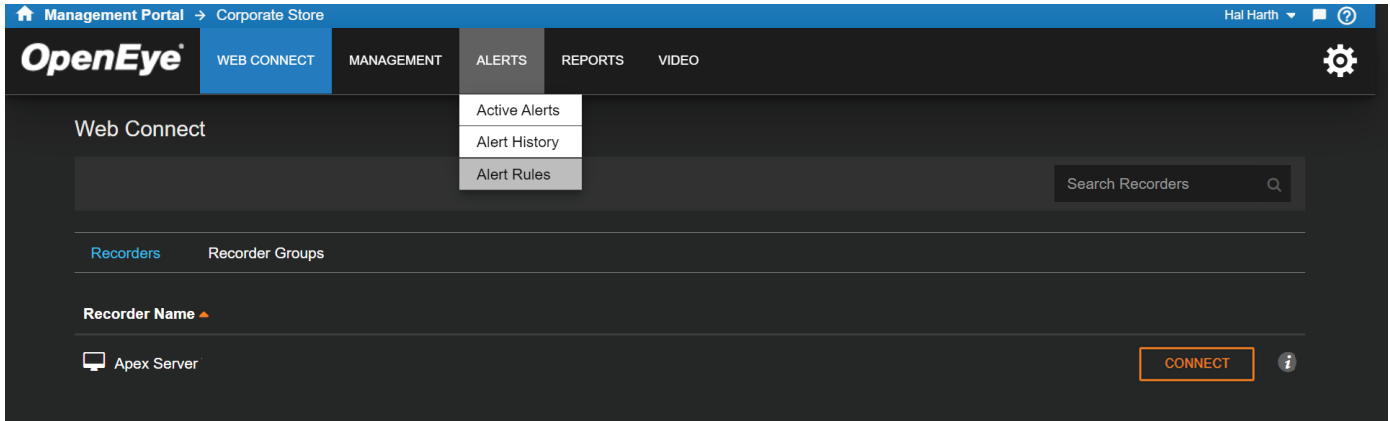 Management Portal → Corporate Store Hal Harth ?
OpenEye WEB CONNECT MANAGEMENT ALERTS REPORTS VIDEO
Active Alerts
Web Connect
Alert History
Alert Rules
Search Recorders
Recorders Recorder Groups
Recorder Name
Apex Server CONNECT i